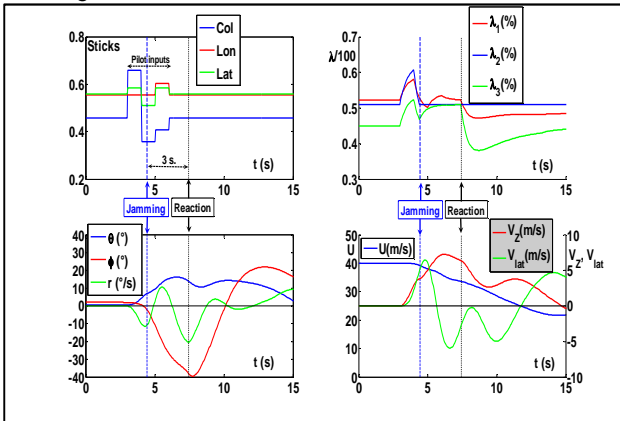 Sticks
Pilot inputs
Col
Lon
Lat
0.8
0.6
0.4
0.2
3 s.
t (s)
0 5 10 15
λ/100
λ₁(%)
λ₂(%)
λ₃(%)
0.7
0.6
0.5
0.4
0.3
t (s)
0 5 10 15
Jamming
Reaction
Jamming
Reaction
θ (°)
ϕ (°)
r (°/s)
40
30
20
10
0
-10
-20
-30
-40
t (s)
0 5 10 15
U(m/s)
V_Z(m/s)
V_lat(m/s)
50
40
30
20
10
0
U
10
5
0
-5
-10
V_Z, V_lat
t (s)
0 5 10 15